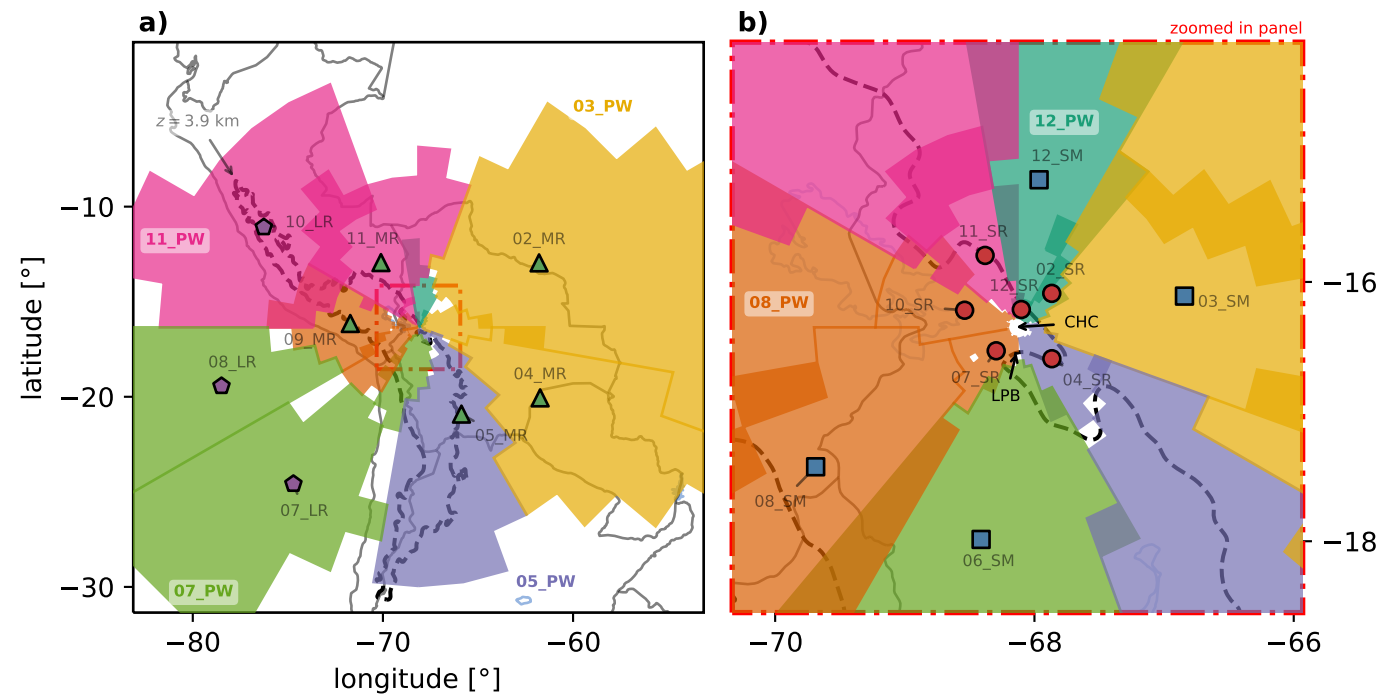 a)
b)
zoomed in panel
z = 3.9 km
03_PW
12_PW
12_SM
10_LR
11_PW
11_MR
02_MR
11_SR
02_SR
12_SR
03_SM
08_PW
10_SR
CHC
09_MR
08_LR
04_MR
07_SR
04_SR
LPB
05_MR
07_LR
08_SM
06_SM
05_PW
07_PW
−10
−20
−30
−16
−18
−80
−70
−60
−70
−68
−66
latitude [°]
longitude [°]